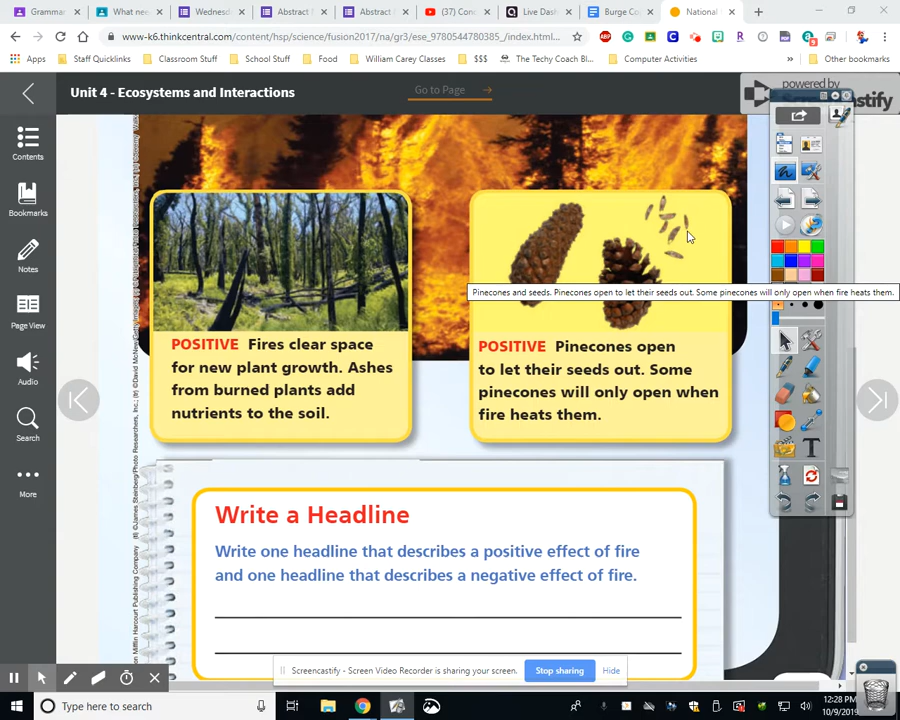 Grammar
What nee
Wednesd
Abstract
Abstract
(37) Con
Live Dash
Burge Co
National
www-k6.thinkcentral.com/content/hsp/science/fusion2017/na/gr3/ese_9780544780385_/index.html...
Apps
Staff Quicklinks
Classroom Stuff
School Stuff
Food
William Carey Classes
$$$
The Techy Coach Bl...
Computer Activities
»
Other bookmarks
Unit 4 - Ecosystems and Interactions
Go to Page
powered by
Screencastify
Contents
Bookmarks
Notes
Page View
Audio
Search
More
Pinecones and seeds. Pinecones open to let their seeds out. Some pinecones will only open when fire heats them.
POSITIVE Fires clear space
for new plant growth. Ashes
from burned plants add
nutrients to the soil.
POSITIVE Pinecones open
to let their seeds out. Some
pinecones will only open when
fire heats them.
Write a Headline
Write one headline that describes a positive effect of fire
and one headline that describes a negative effect of fire.
Screencastify - Screen Video Recorder is sharing your screen.
Stop sharing
Hide
Type here to search
12:28 PM
10/9/2019